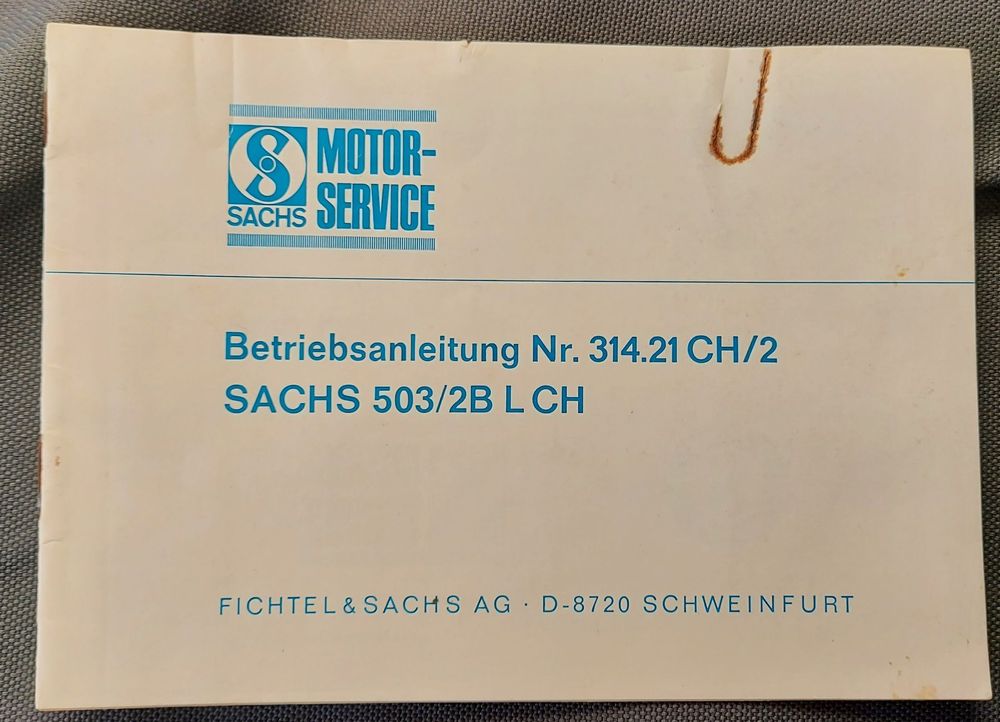 MOTOR-
SERVICE
SACHS
Betriebsanleitung Nr. 314.21 CH/2
SACHS 503/2B L CH
FICHTEL & SACHS AG · D-8720 SCHWEINFURT